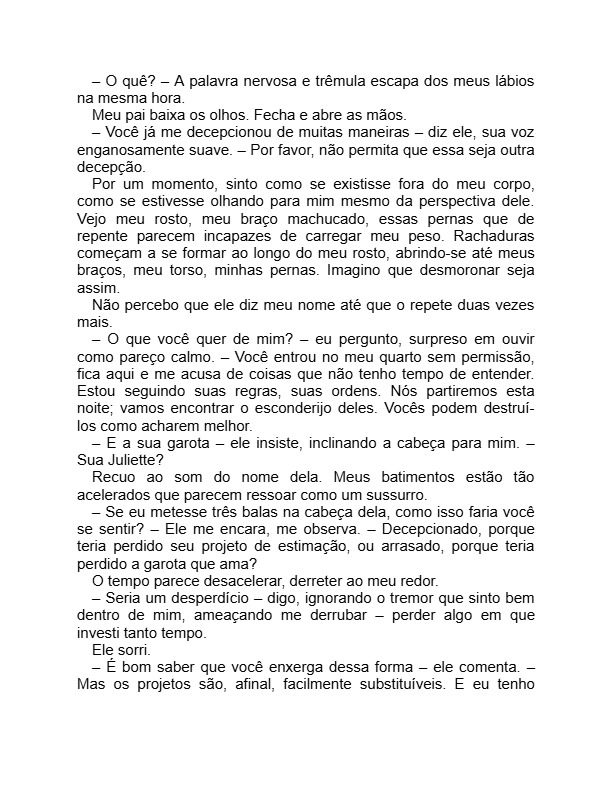 – O quê? – A palavra nervosa e trêmula escapa dos meus lábios
na mesma hora.
Meu pai baixa os olhos. Fecha e abre as mãos.
– Você já me decepcionou de muitas maneiras – diz ele, sua voz
enganosamente suave. – Por favor, não permita que essa seja outra
decepção.
Por um momento, sinto como se existisse fora do meu corpo,
como se estivesse olhando para mim mesmo da perspectiva dele.
Vejo meu rosto, meu braço machucado, essas pernas que de
repente parecem incapazes de carregar meu peso. Rachaduras
começam a se formar ao longo do meu rosto, abrindo-se até meus
braços, meu torso, minhas pernas. Imagino que desmoronar seja
assim.
Não percebo que ele diz meu nome até que o repete duas vezes
mais.
– O que você quer de mim? – eu pergunto, surpreso em ouvir
como pareço calmo. – Você entrou no meu quarto sem permissão,
fica aqui e me acusa de coisas que não tenho tempo de entender.
Estou seguindo suas regras, suas ordens. Nós partiremos esta
noite; vamos encontrar o esconderijo deles. Vocês podem destruí-
los como acharem melhor.
– E a sua garota – ele insiste, inclinando a cabeça para mim. –
Sua Juliette?
Recuo ao som do nome dela. Meus batimentos estão tão
acelerados que parecem ressoar como um sussurro.
– Se eu metesse três balas na cabeça dela, como isso faria você
se sentir? – Ele me encara, me observa. – Decepcionado, porque
teria perdido seu projeto de estimação, ou arrasado, porque teria
perdido a garota que ama?
O tempo parece desacelerar, derreter ao meu redor.
– Seria um desperdício – digo, ignorando o tremor que sinto bem
dentro de mim, ameaçando me derrubar – perder algo em que
investi tanto tempo.
Ele sorri.
– É bom saber que você enxerga dessa forma – ele comenta. –
Mas os projetos são, afinal, facilmente substituíveis. E eu tenho